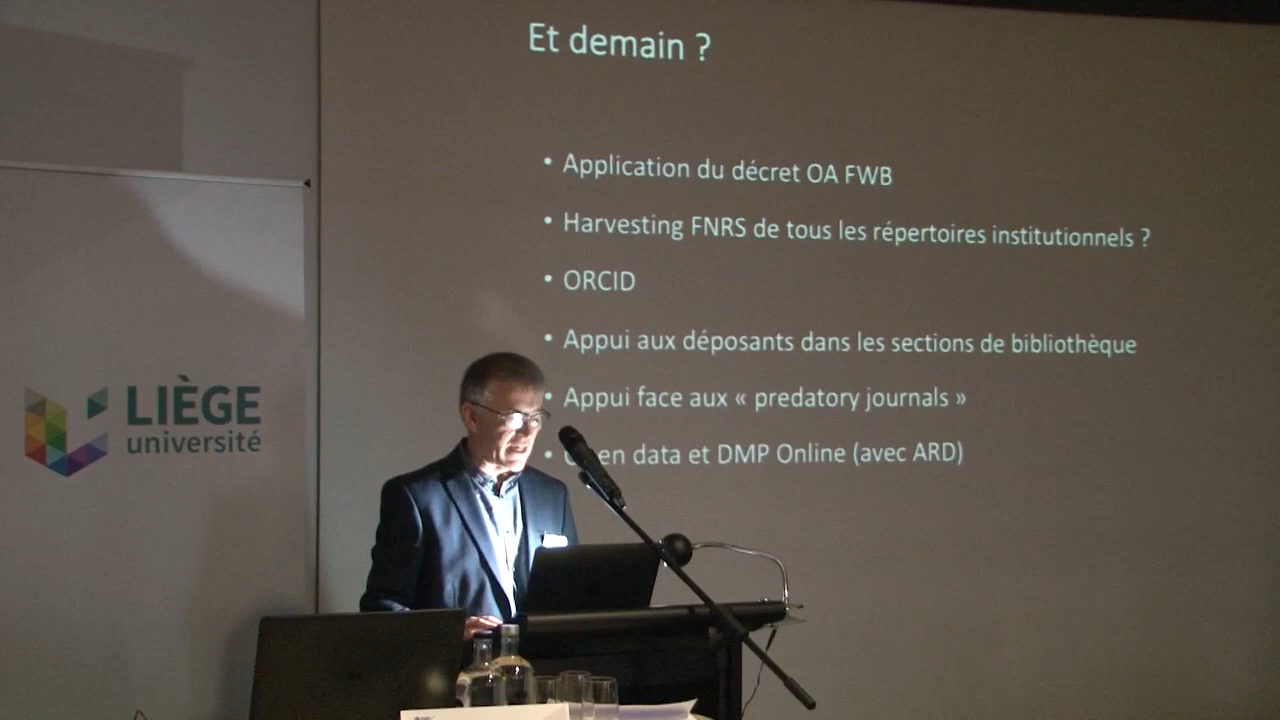 Et demain ?
• Application du décret OA FWB
• Harvesting FNRS de tous les répertoires institutionnels ?
• ORCID
• Appui aux déposants dans les sections de bibliothèque
• Appui face aux « predatory journals »
• en data et DMP Online (avec ARD)
LIÈGE
université